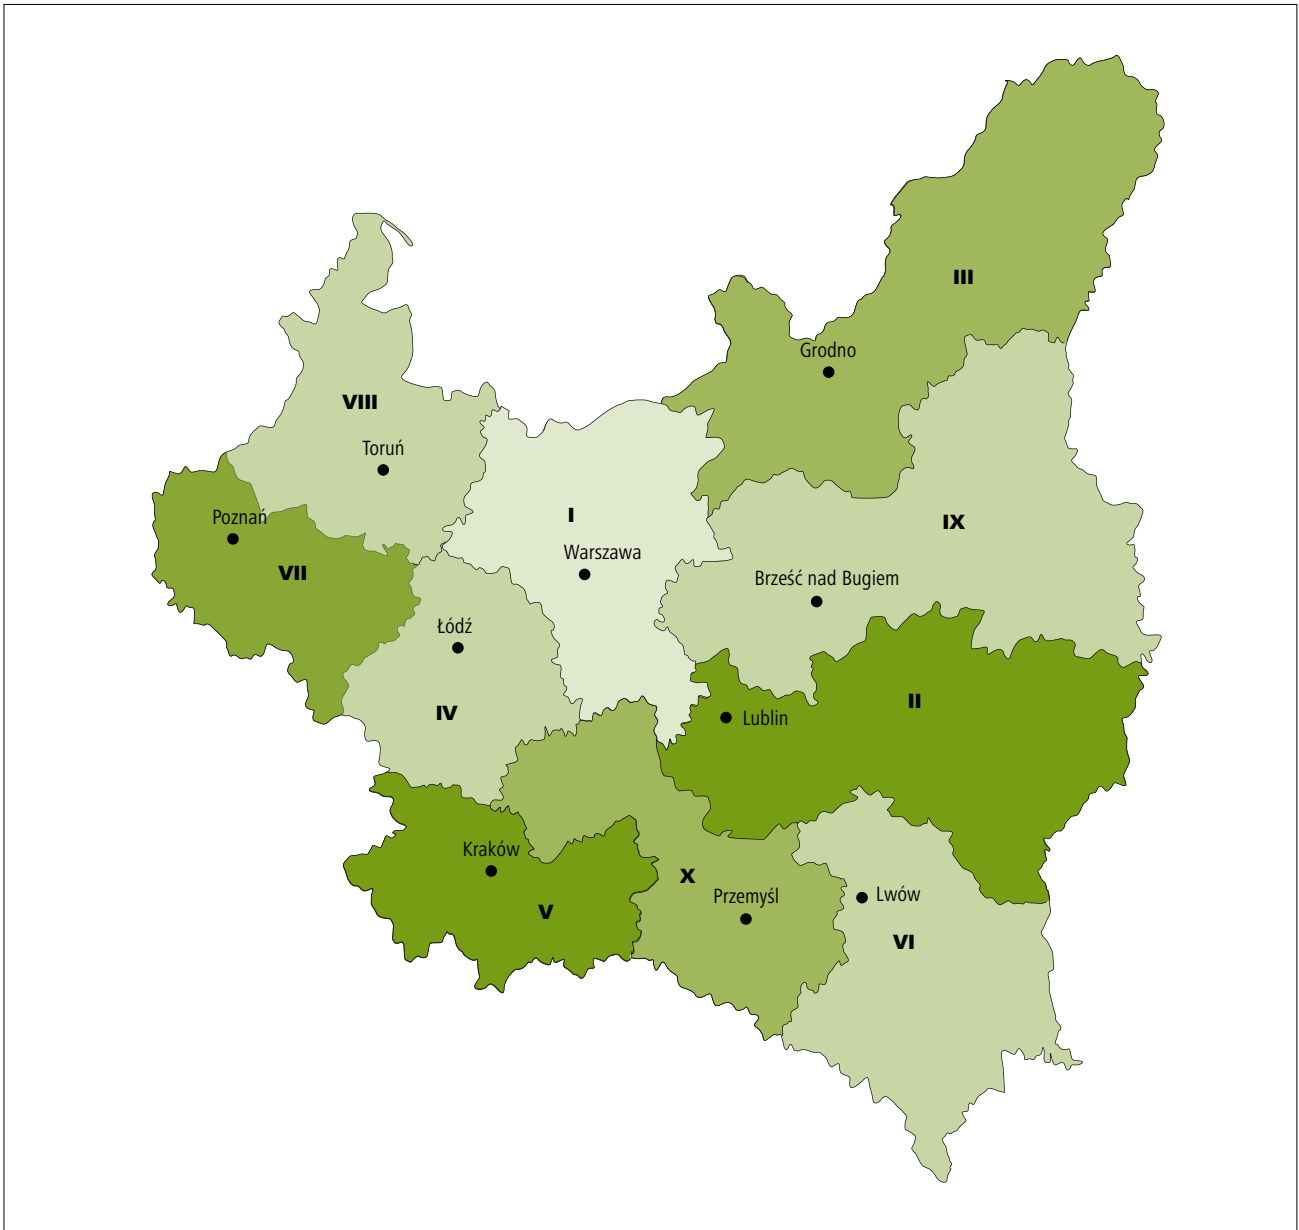 III
Grodno
VIII
Toruń
Poznań
I
IX
Warszawa
VII
Brześć nad Bugiem
Łódź
II
IV
Lublin
Kraków
X
Przemyśl
Lwów
V
VI